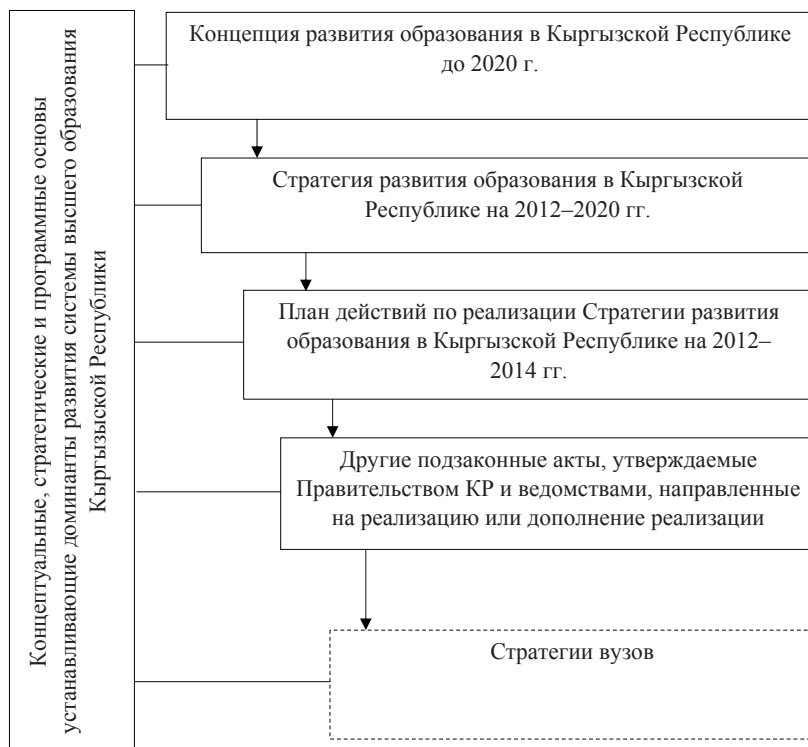 Концептуальные, стратегические и программные основы
устанавливающие доминанты развития системы высшего образования
Кыргызыской Республики
Концепция развития образования в Кыргызской Республике
до 2020 г.
Стратегия развития образования в Кыргызской
Республике на 2012–2020 гг.
План действий по реализации Стратегии развития
образования в Кыргызской Республике на 2012–
2014 гг.
Другие подзаконные акты, утверждаемые
Правительством КР и ведомствами, направленные
на реализацию или дополнение реализации
Стратегии вузов